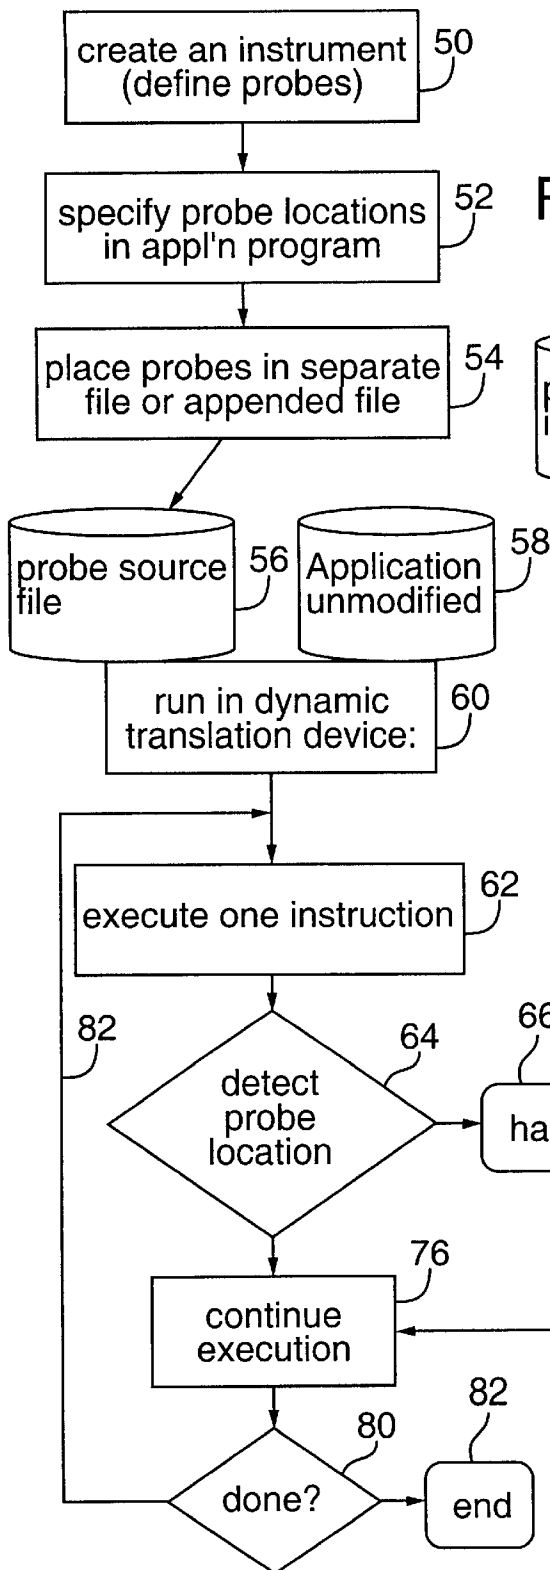 create an instrument
(define probes)
50
specify probe locations
in appl'n program
52
place probes in separate
file or appended file
54
probe source
file
56
Application
unmodified
58
run in dynamic
translation device:
60
execute one instruction
62
82
detect
probe
location
64
66
continue
execution
76
done?
80
end
82